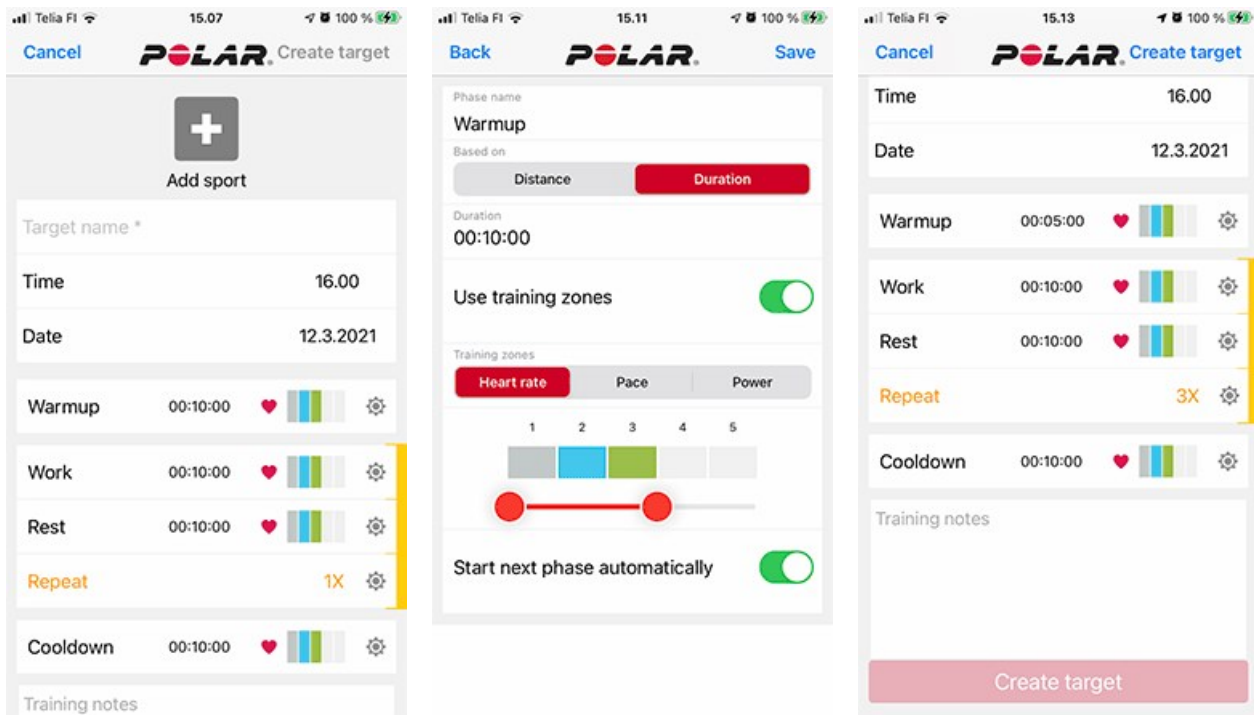 Telia FI 15.07 100 %
Cancel POLAR. Create target
Add sport
Target name *
Time 16.00
Date 12.3.2021
Warmup 00:10:00
Work 00:10:00
Rest 00:10:00
Repeat 1X
Cooldown 00:10:00
Training notes
Telia FI 15.11 100 %
Back POLAR. Save
Phase name
Warmup
Based on
Distance Duration
Duration
00:10:00
Use training zones
Training zones
Heart rate Pace Power
1 2 3 4 5
Start next phase automatically
Telia FI 15.13 100 %
Cancel POLAR. Create target
Time 16.00
Date 12.3.2021
Warmup 00:05:00
Work 00:10:00
Rest 00:10:00
Repeat 3X
Cooldown 00:10:00
Training notes
Create target